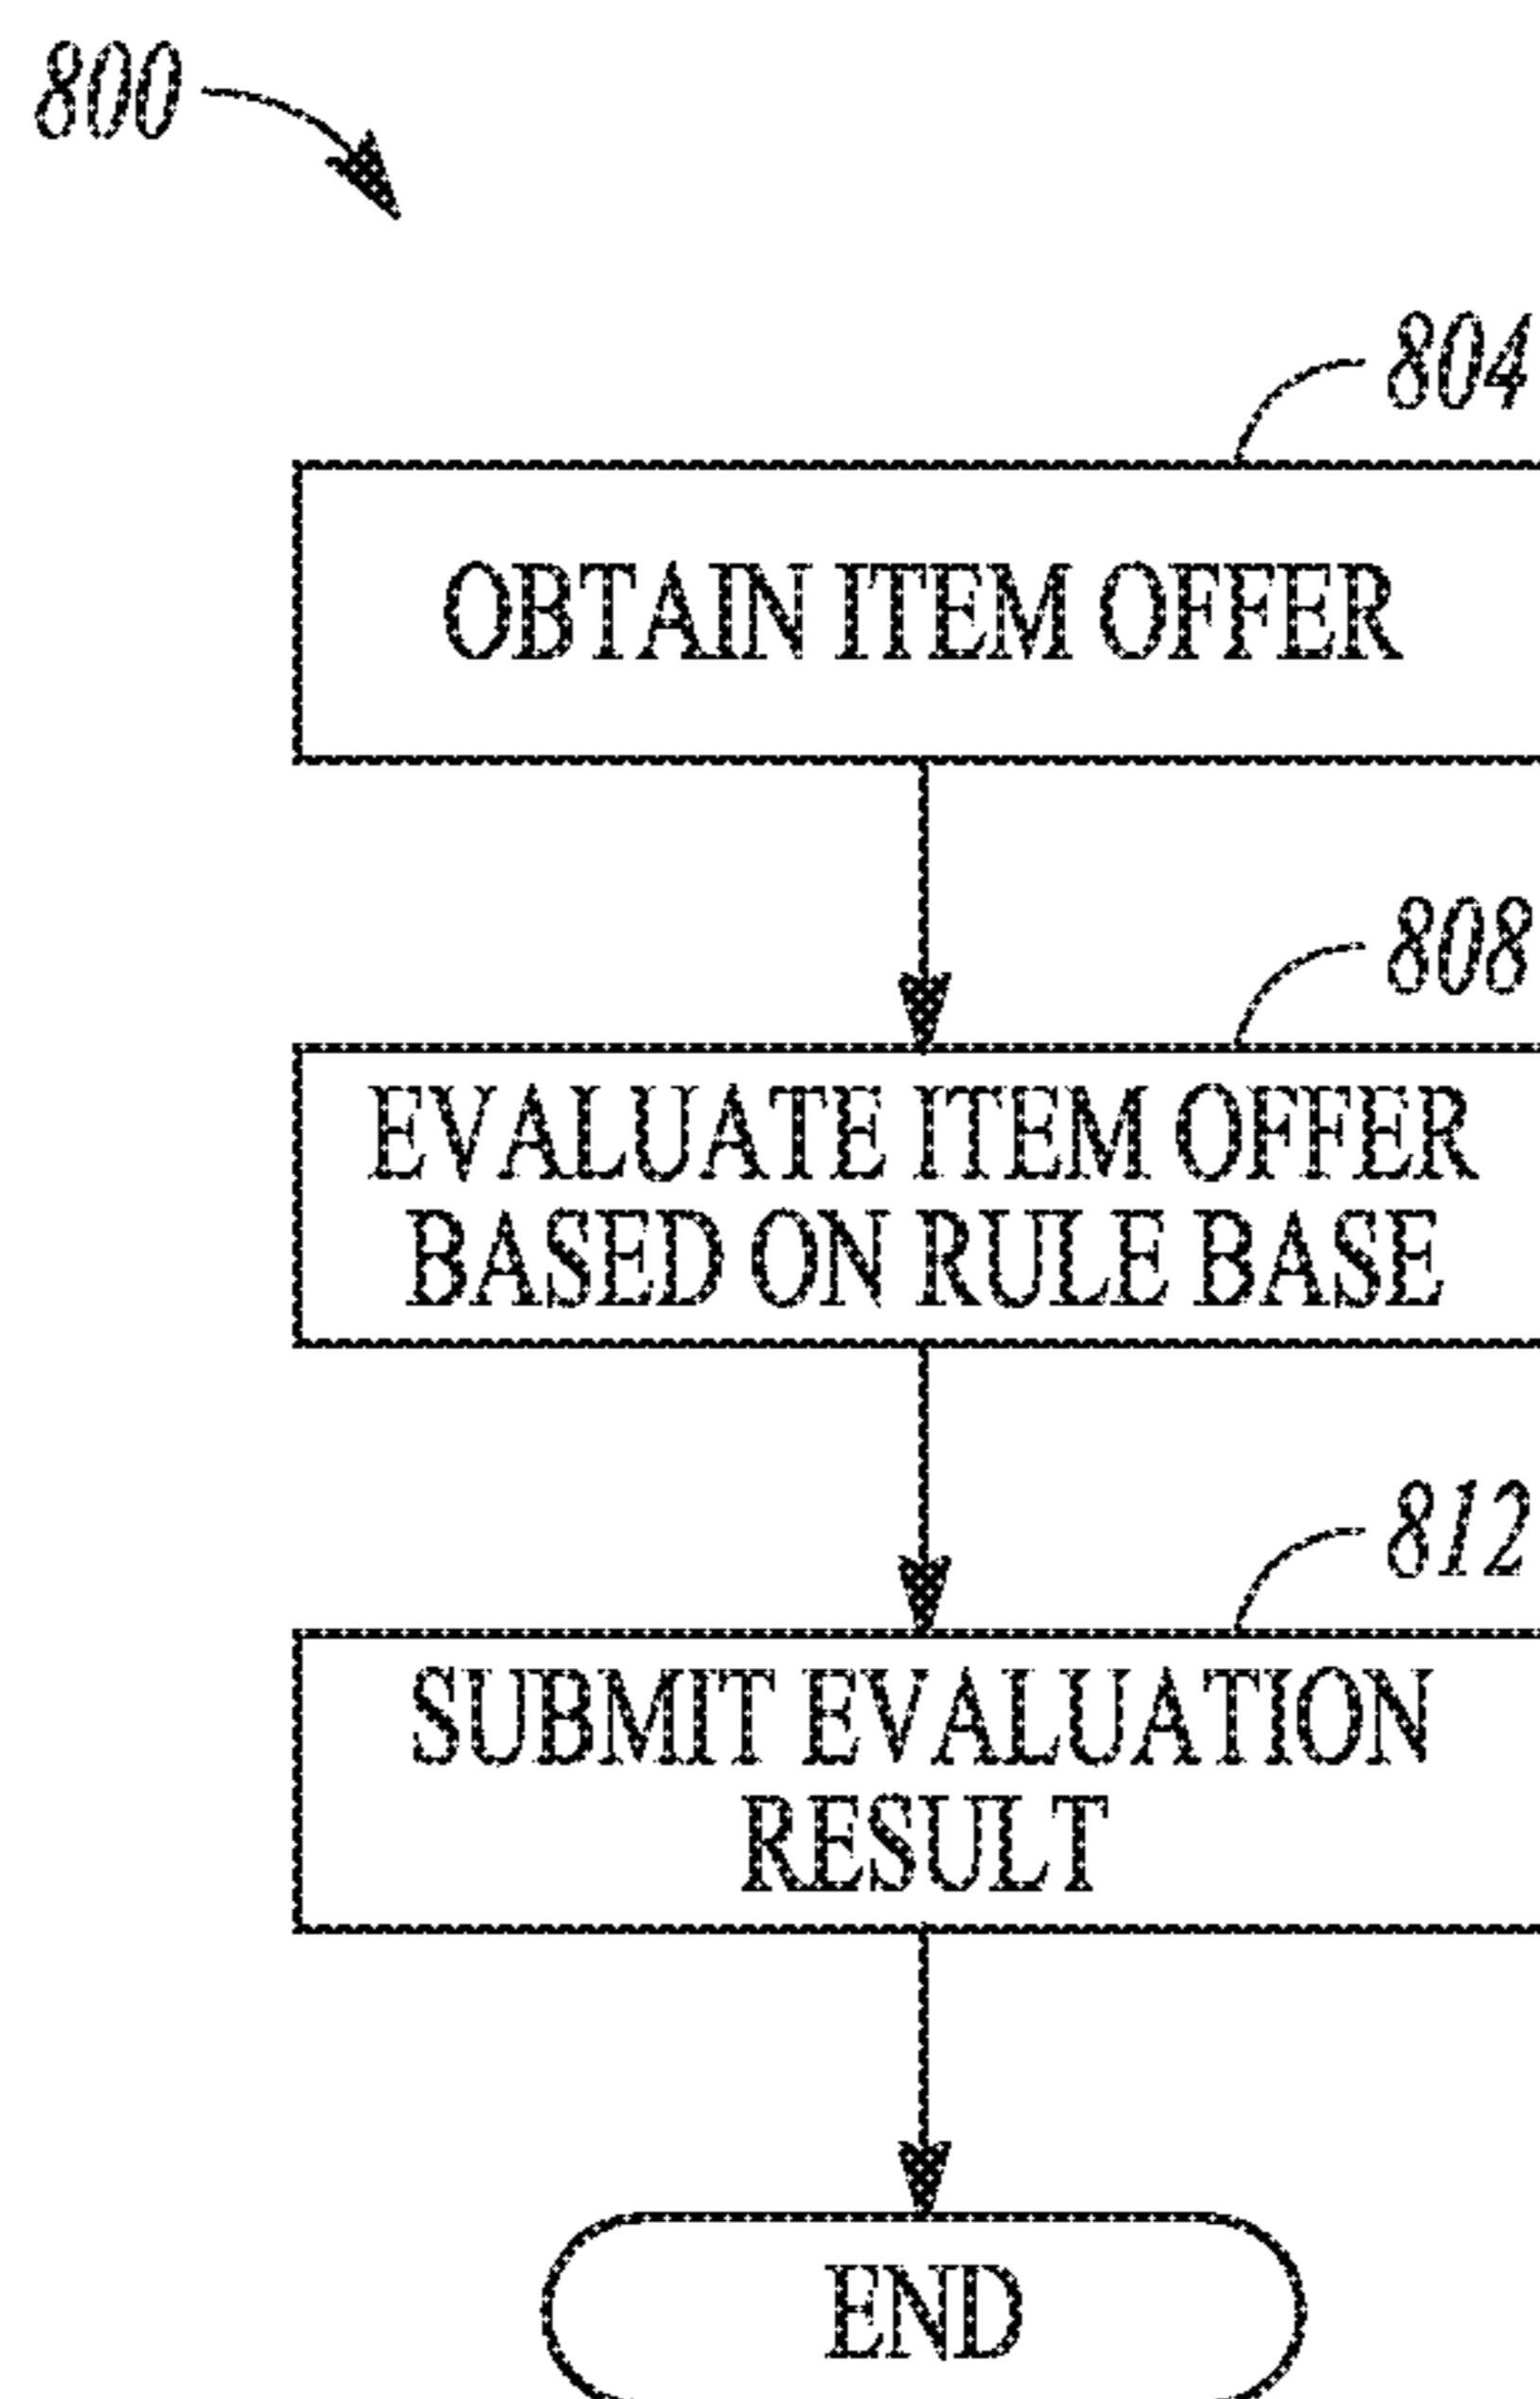 800
804
OBTAIN ITEM OFFER
808
EVALUATE ITEM OFFER
BASED ON RULE BASE
812
SUBMIT EVALUATION
RESULT
END